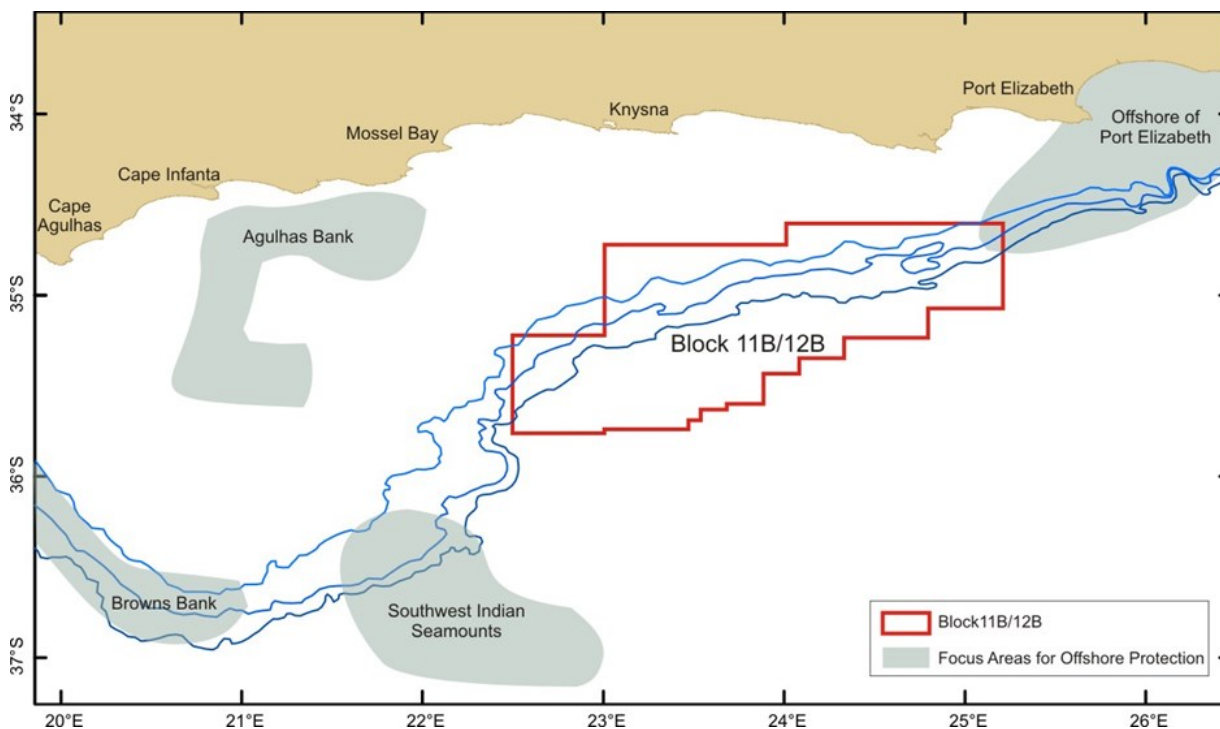 Port Elizabeth
Offshore of
Port Elizabeth
Knysna
Mossel Bay
Cape Infanta
Cape
Agulhas
Agulhas Bank
Block 11B/12B
Browns Bank
Southwest Indian
Seamounts
Block11B/12B
Focus Areas for Offshore Protection
34°S
35°S
36°S
37°S
20°E
21°E
22°E
23°E
24°E
25°E
26°E